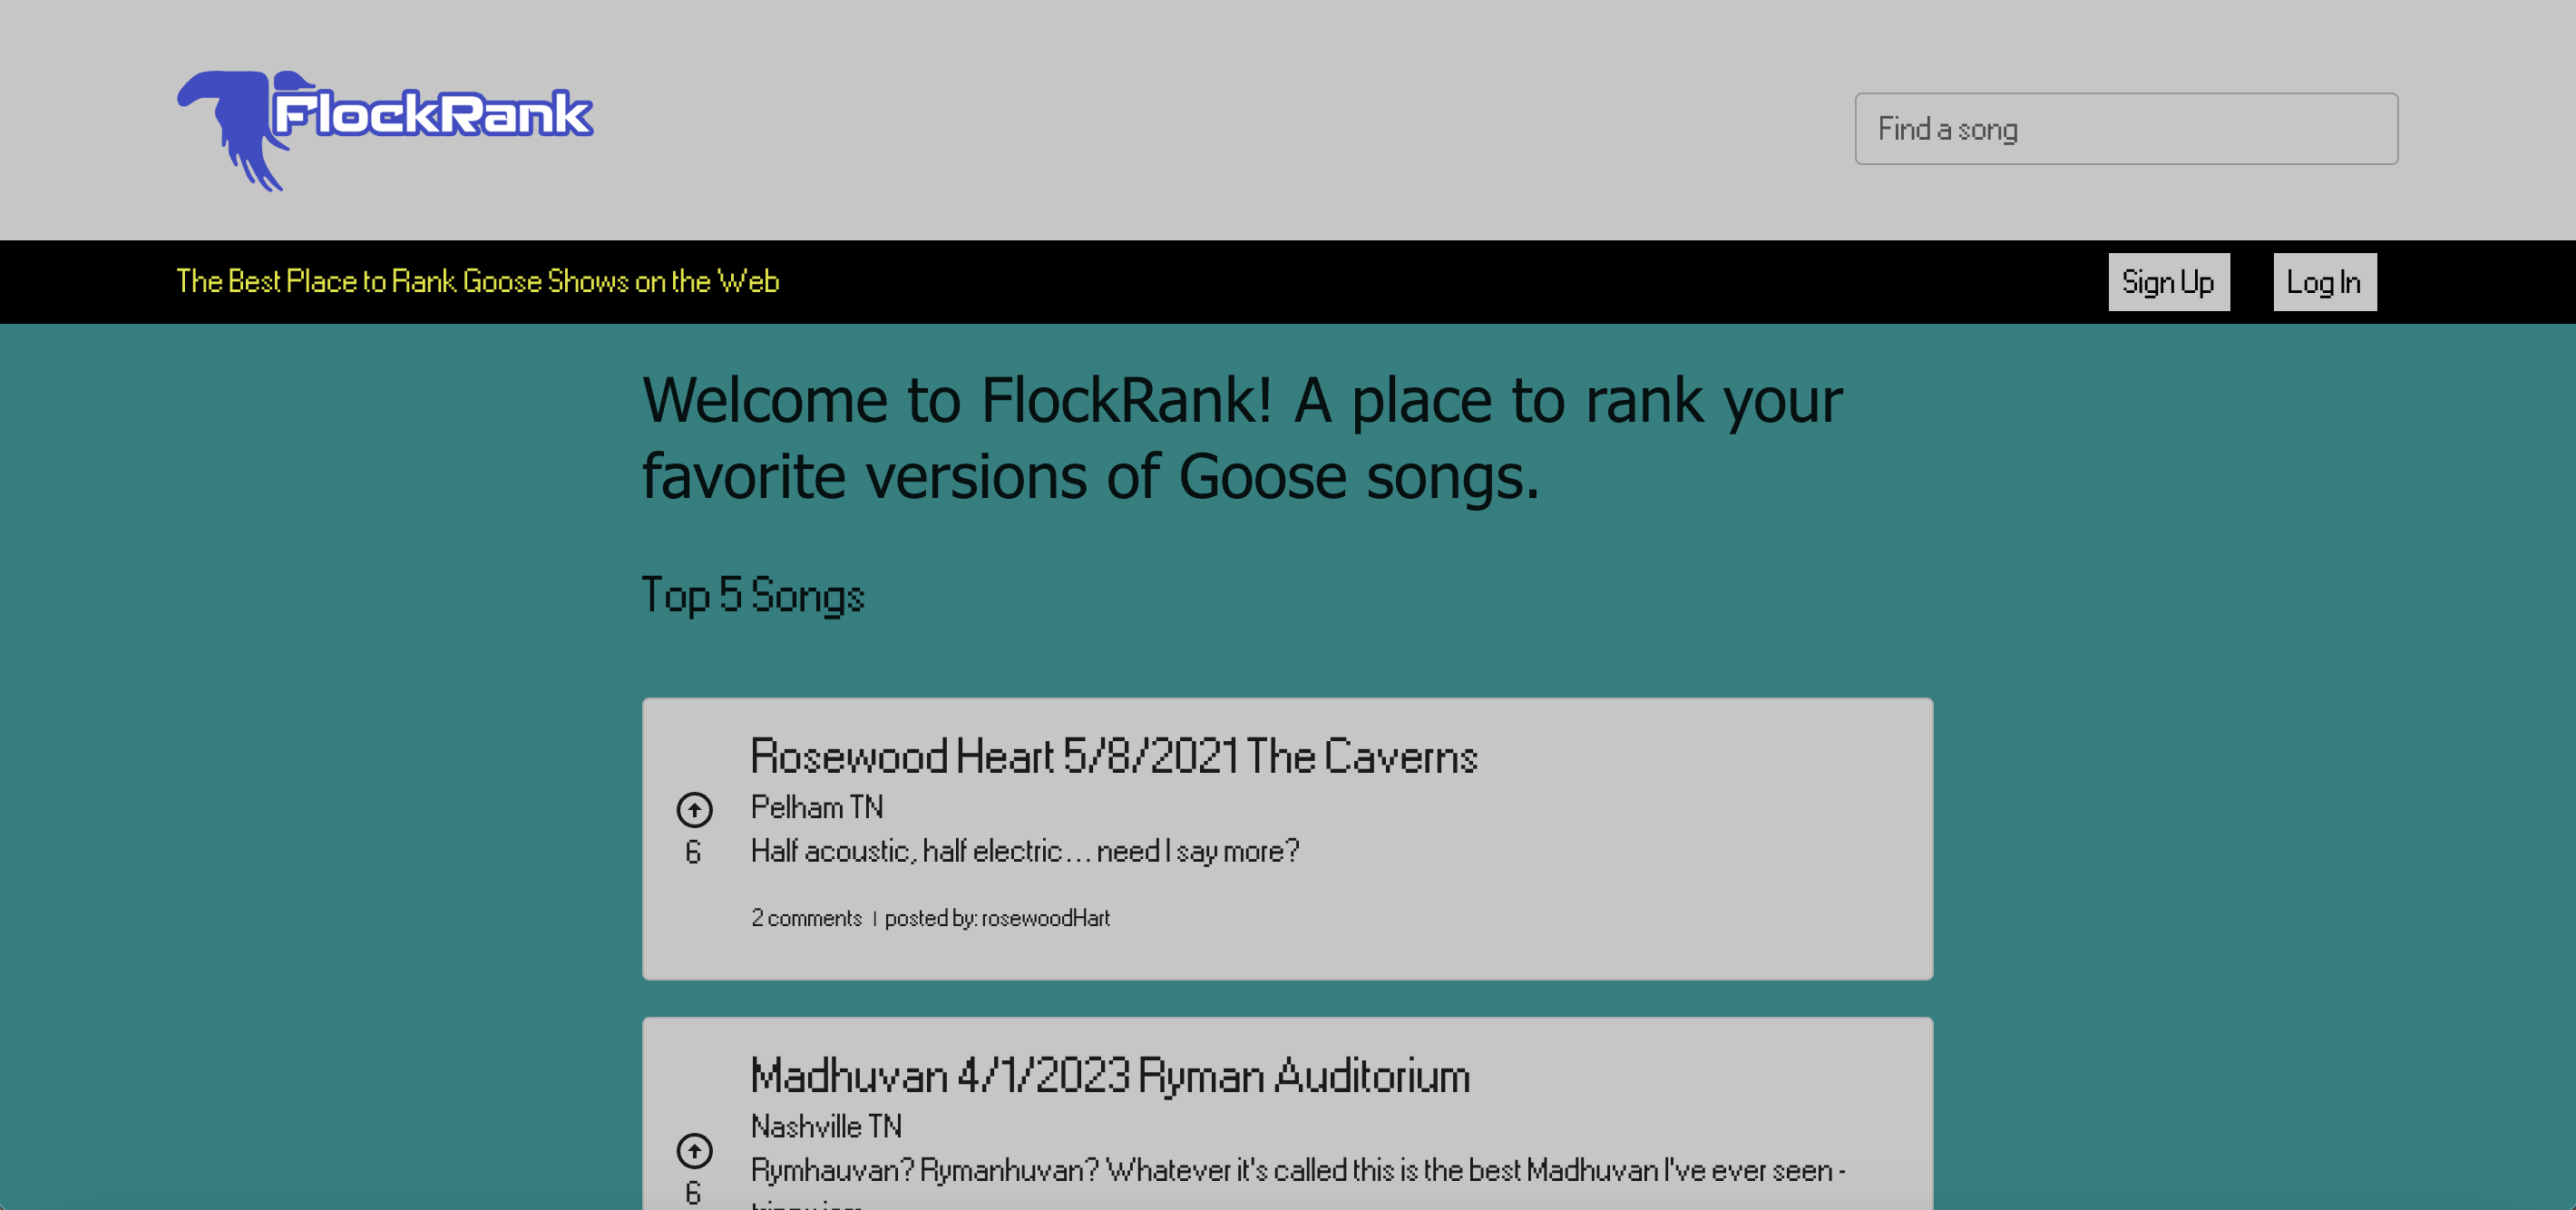 FlockRank
Find a song
The Best Place to Rank Goose Shows on the Web
Sign Up
Log In
Welcome to FlockRank! A place to rank your
favorite versions of Goose songs.
Top 5 Songs
Rosewood Heart 5/8/2021 The Caverns
Pelham TN
6
Half acoustic, half electric... need I say more?
2 comments | posted by: rosewoodHart
Madhuvan 4/1/2023 Ryman Auditorium
Nashville TN
Rymhauvan? Rymanhuvan? Whatever it's called this is the best Madhuvan I've ever seen -
6